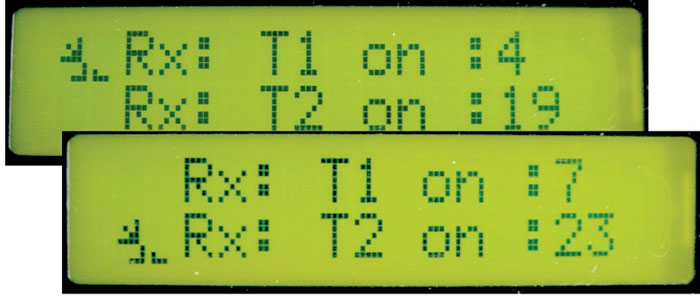 Rx: T1 on :4
Rx: T2 on :19
Rx: T1 on :7
Rx: T2 on :23